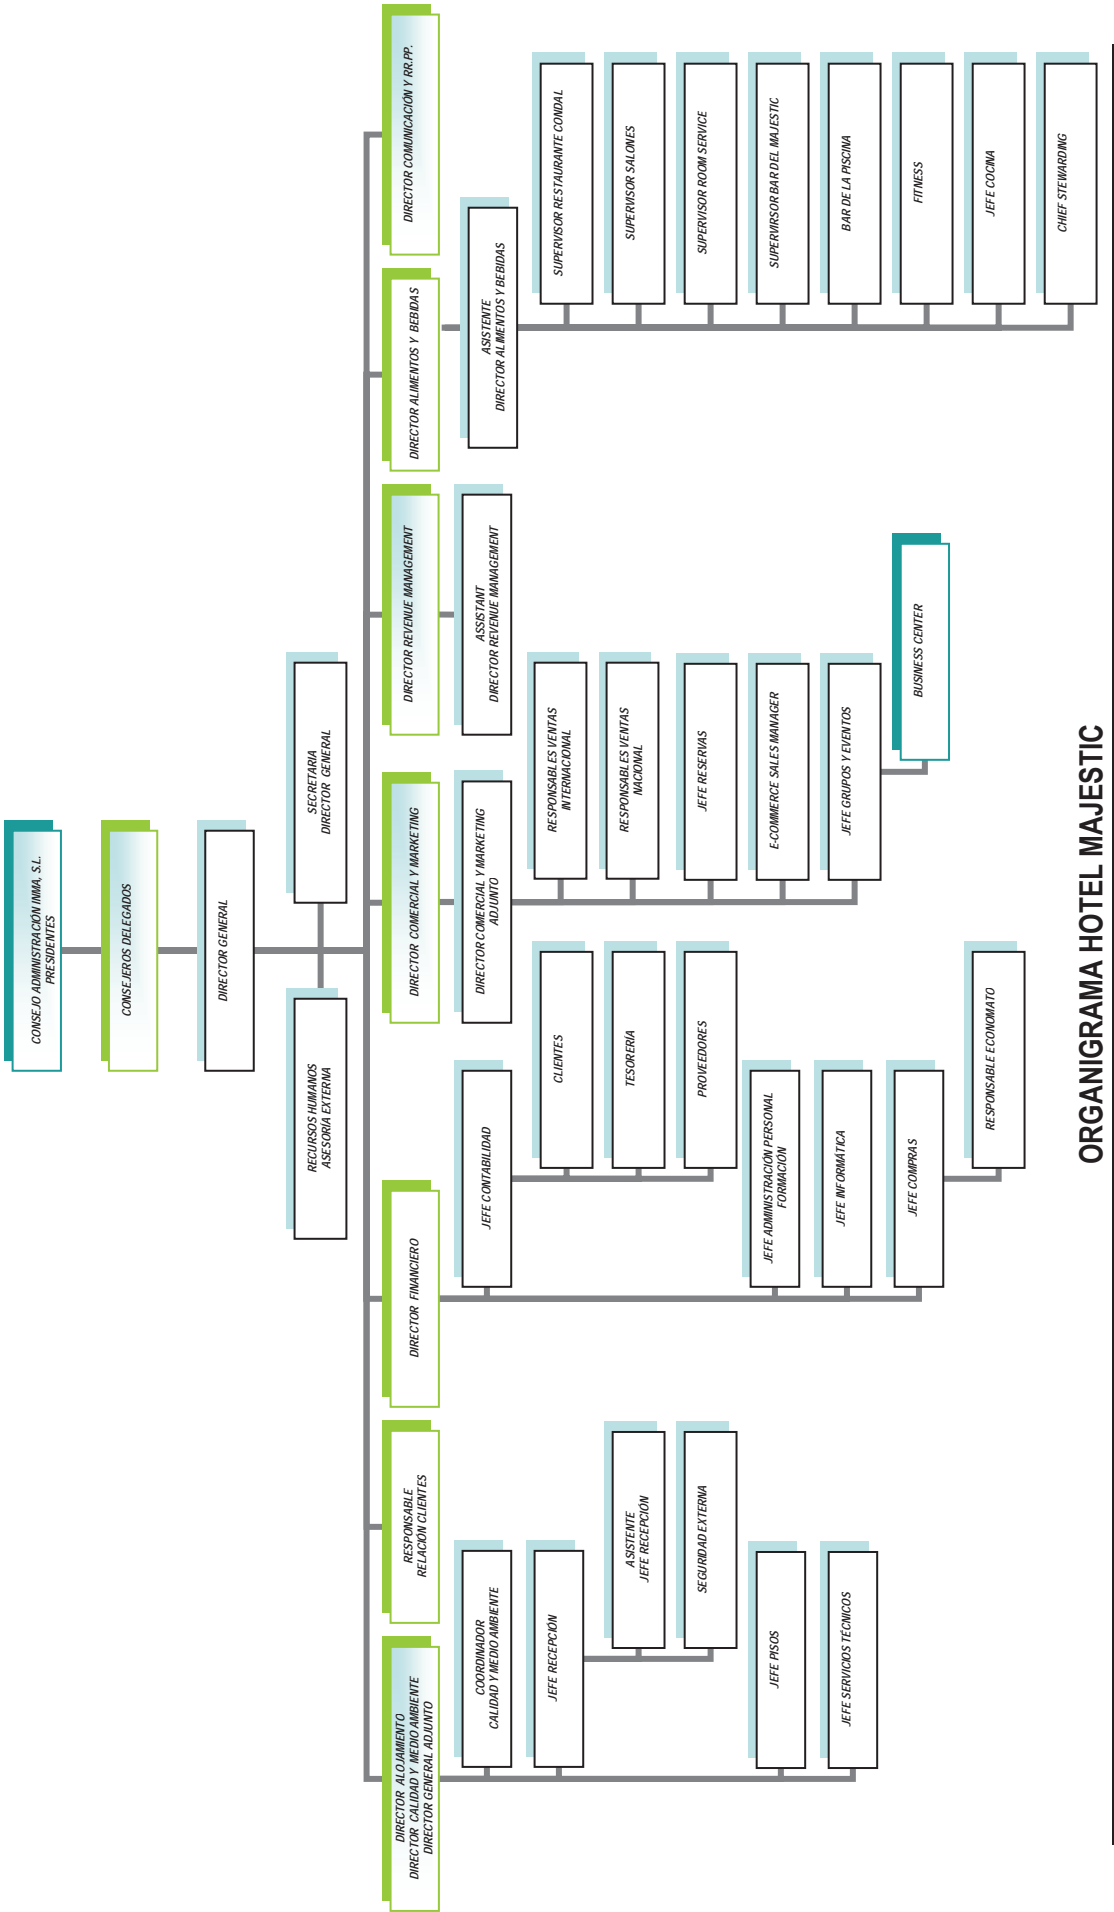 CONSEJO ADMINISTRACIÓN INMA, S.L.
PRESIDENTES
CONSEJEROS DELEGADOS
DIRECTOR GENERAL
RECURSOS HUMANOS
ASESORÍA EXTERNA
SECRETARIA
DIRECTOR GENERAL
DIRECTOR ALOJAMIENTO
DIRECTOR CALIDAD Y MEDIO AMBIENTE
DIRECTOR GENERAL ADJUNTO
COORDINADOR
CALIDAD Y MEDIO AMBIENTE
JEFE RECEPCIÓN
ASISTENTE
JEFE RECEPCIÓN
SEGURIDAD EXTERNA
JEFE PISOS
JEFE SERVICIOS TÉCNICOS
RESPONSABLE
RELACIÓN CLIENTES
DIRECTOR FINANCIERO
JEFE CONTABILIDAD
CLIENTES
TESORERÍA
PROVEEDORES
JEFE ADMINISTRACIÓN PERSONAL
FORMACIÓN
JEFE INFORMÁTICA
JEFE COMPRAS
RESPONSABLE ECONOMATO
DIRECTOR COMERCIAL Y MARKETING
DIRECTOR COMERCIAL Y MARKETING
ADJUNTO
RESPONSABLES VENTAS
INTERNACIONAL
RESPONSABLES VENTAS
NACIONAL
JEFE RESERVAS
E-COMMERCE SALES MANAGER
JEFE GRUPOS Y EVENTOS
BUSINESS CENTER
DIRECTOR REVENUE MANAGEMENT
ASSISTANT
DIRECTOR REVENUE MANAGEMENT
DIRECTOR ALIMENTOS Y BEBIDAS
ASISTENTE
DIRECTOR ALIMENTOS Y BEBIDAS
SUPERVISOR RESTAURANTE CONDAL
SUPERVISOR SALONES
SUPERVISOR ROOM SERVICE
SUPERVIRSOR BAR DEL MAJESTIC
BAR DE LA PISCINA
FITNESS
JEFE COCINA
CHIEF STEWARDING
DIRECTOR COMUNICACIÓN Y RR.PP.
ORGANIGRAMA HOTEL MAJESTIC